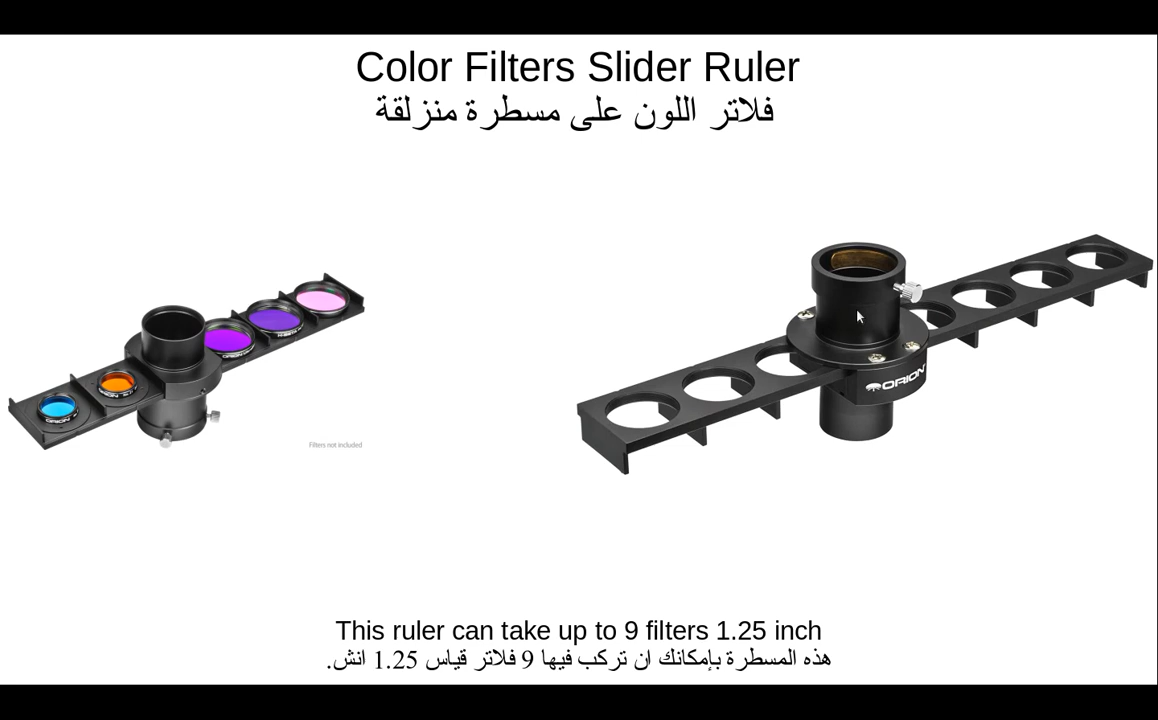 Color Filters Slider Ruler
فلاتر اللون على مسطرة منزلقة
ORION
Filters not included
This ruler can take up to 9 filters 1.25 inch
هذه المسطرة بإمكانك ان تركب فيها 9 فلاتر قياس 1.25 انش.